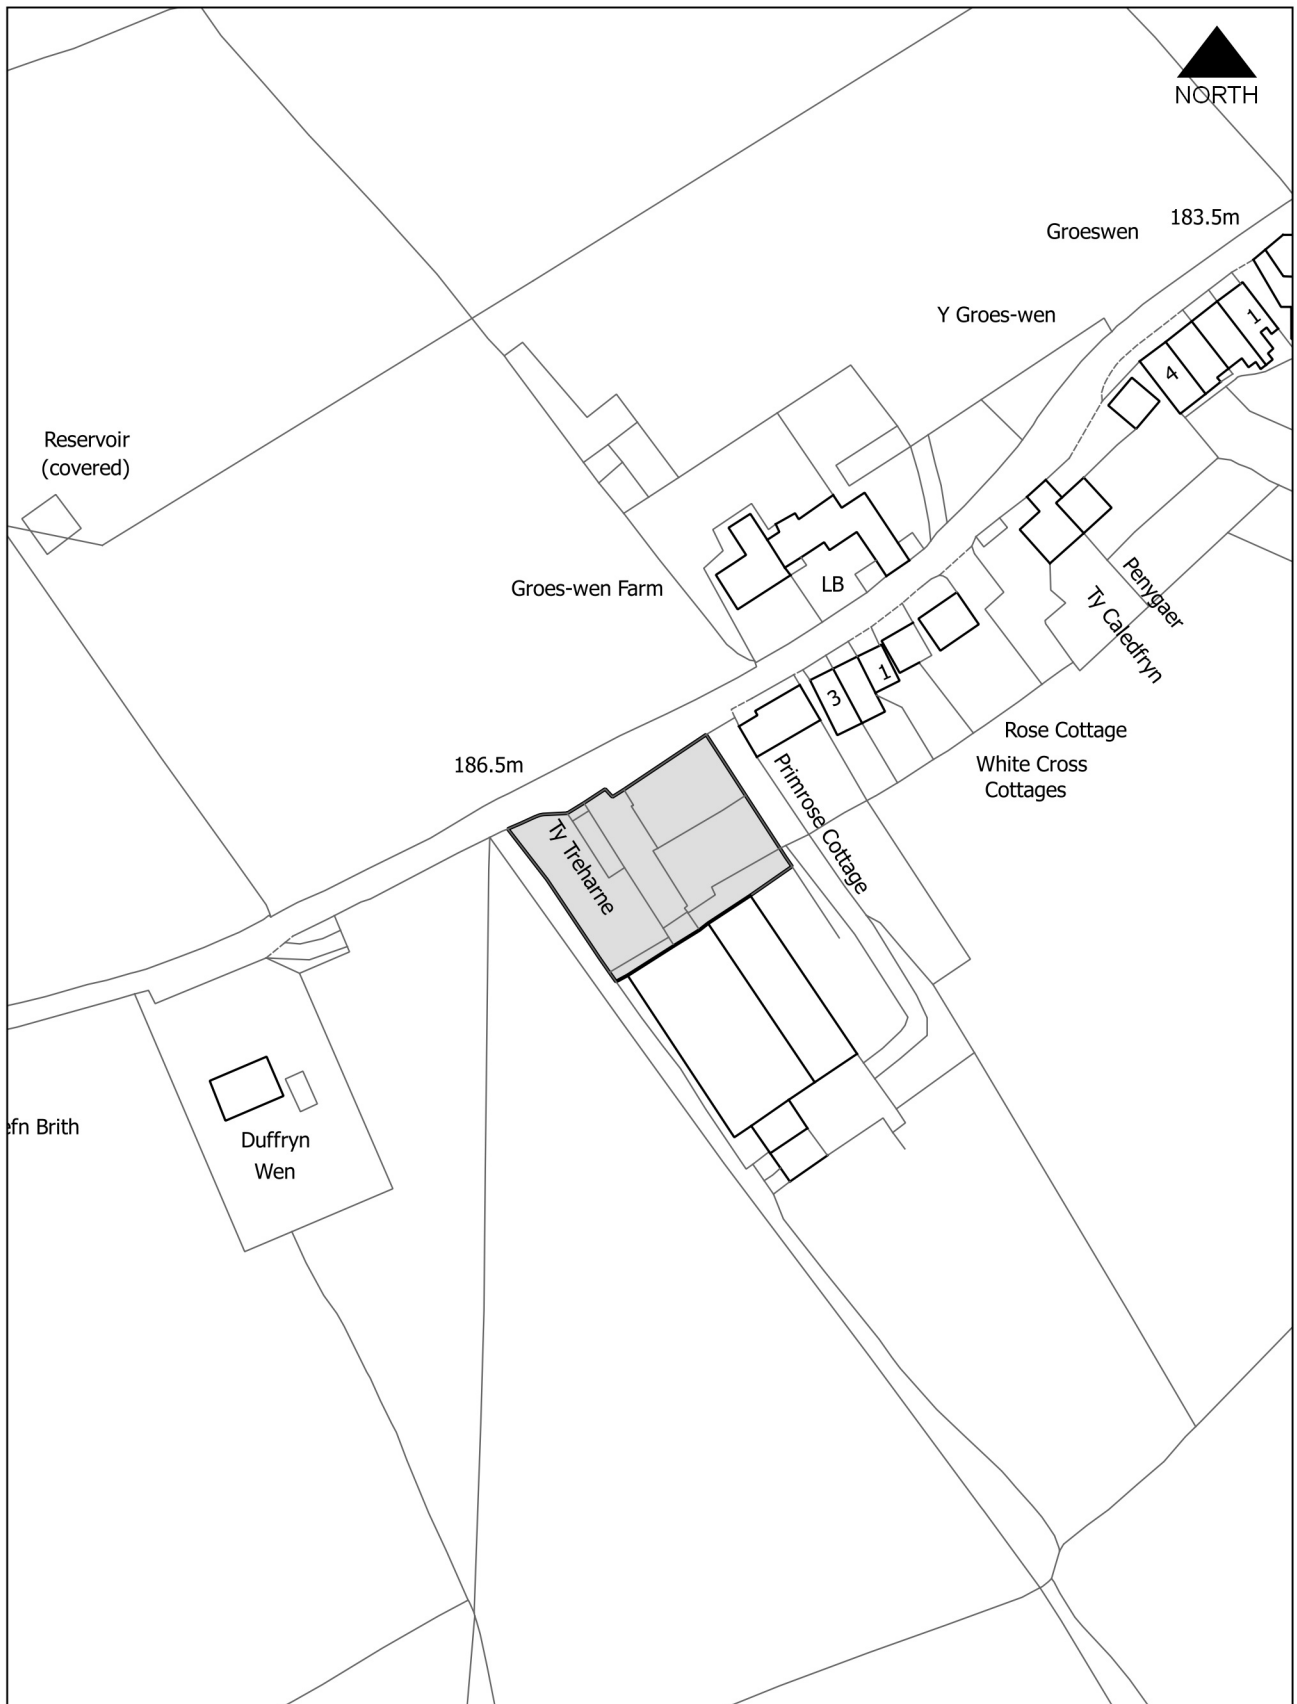 NORTH
183.5m
Groeswen
Y Groes-wen
1
4
Reservoir
(covered)
Groes-wen Farm
LB
Penygaer
Ty Caledfryn
1
3
Rose Cottage
White Cross
Cottages
186.5m
Primrose Cottage
Ty Treharne
efn Brith
Duffryn
Wen